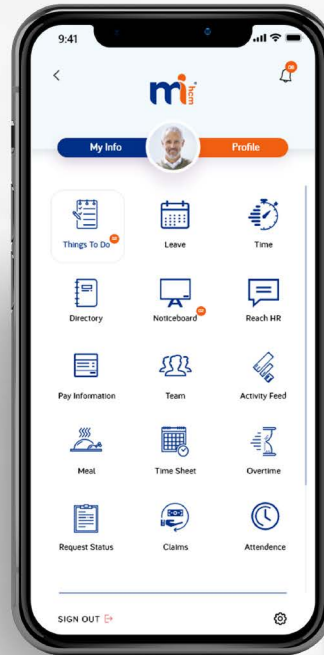 9:41
mi hcm
My Info Profile
Things To Do Leave Time
Directory Noticeboard Reach HR
Pay Information Team Activity Feed
Meal Time Sheet Overtime
Request Status Claims Attendence
SIGN OUT